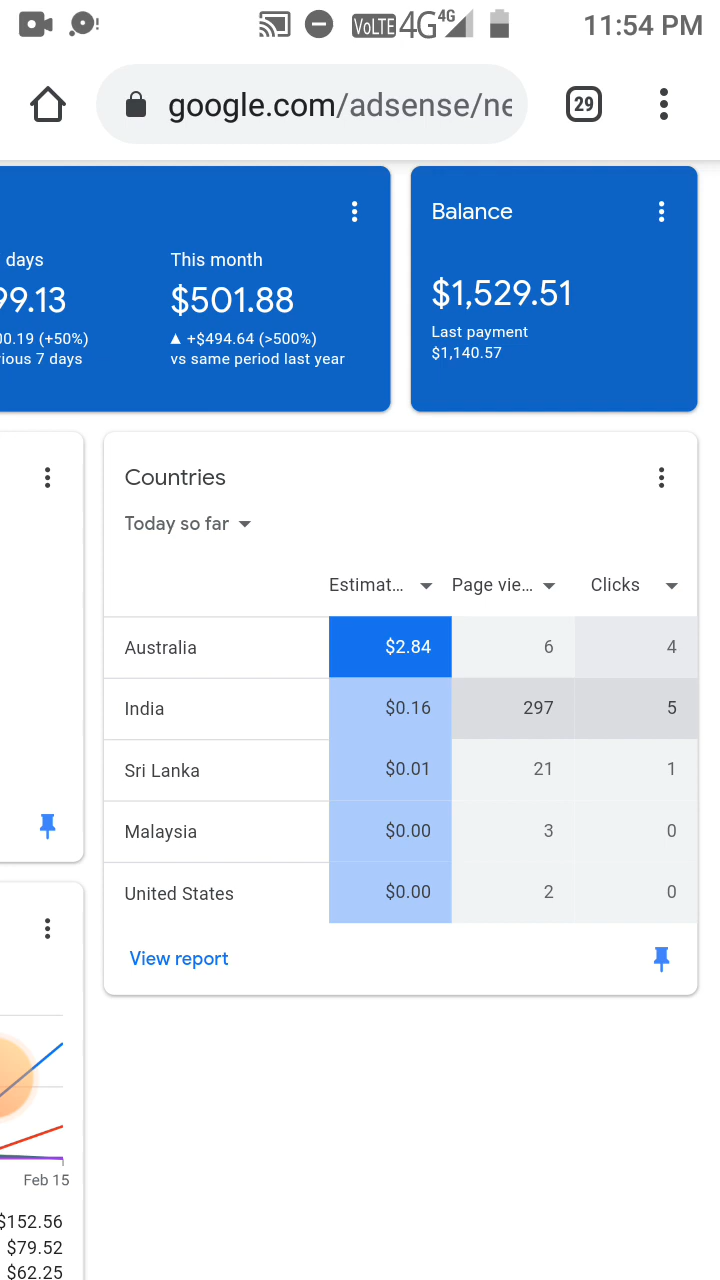 VoLTE 4G 4G 11:54 PM
google.com/adsense/ne
29
days
This month
99.13
$501.88
00.19 (+50%)
+$494.64 (>500%)
ious 7 days
vs same period last year
Balance
$1,529.51
Last payment
$1,140.57
Countries
Today so far
Estimat... Page vie... Clicks
Australia $2.84 6 4
India $0.16 297 5
Sri Lanka $0.01 21 1
Malaysia $0.00 3 0
United States $0.00 2 0
View report
Feb 15
$152.56
$79.52
$62.25